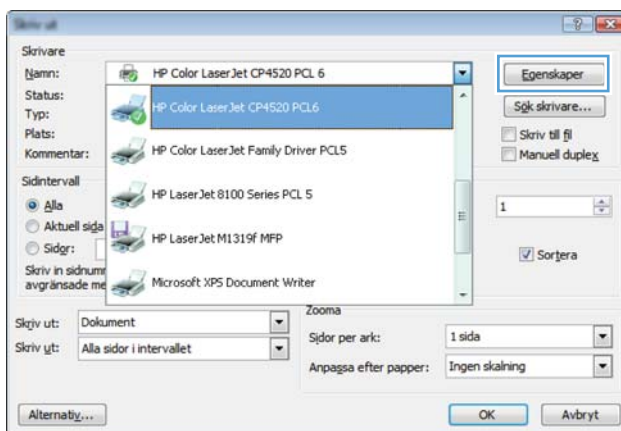 Skriv ut
Skrivare
Namn: HP Color LaserJet CP4520 PCL 6 Egenskaper
Status: HP Color LaserJet CP4520 PCL6 Sök skrivare...
Typ:
Plats: HP Color LaserJet Family Driver PCL5 Skriv till fil
Kommentar: Manuell duplex
Sidintervall HP LaserJet 8100 Series PCL 5
Alla 1
Aktuell sida HP LaserJet M1319f MFP
Sidor: Sortera
Skriv in
avgränsade Microsoft XPS Document Writer
Zooma
Skriv ut: Dokument Sidor per ark: 1 sida
Skriv ut: Alla sidor i intervallet Anpassa efter papper: Ingen skalning
Alternativ... OK Avbryt